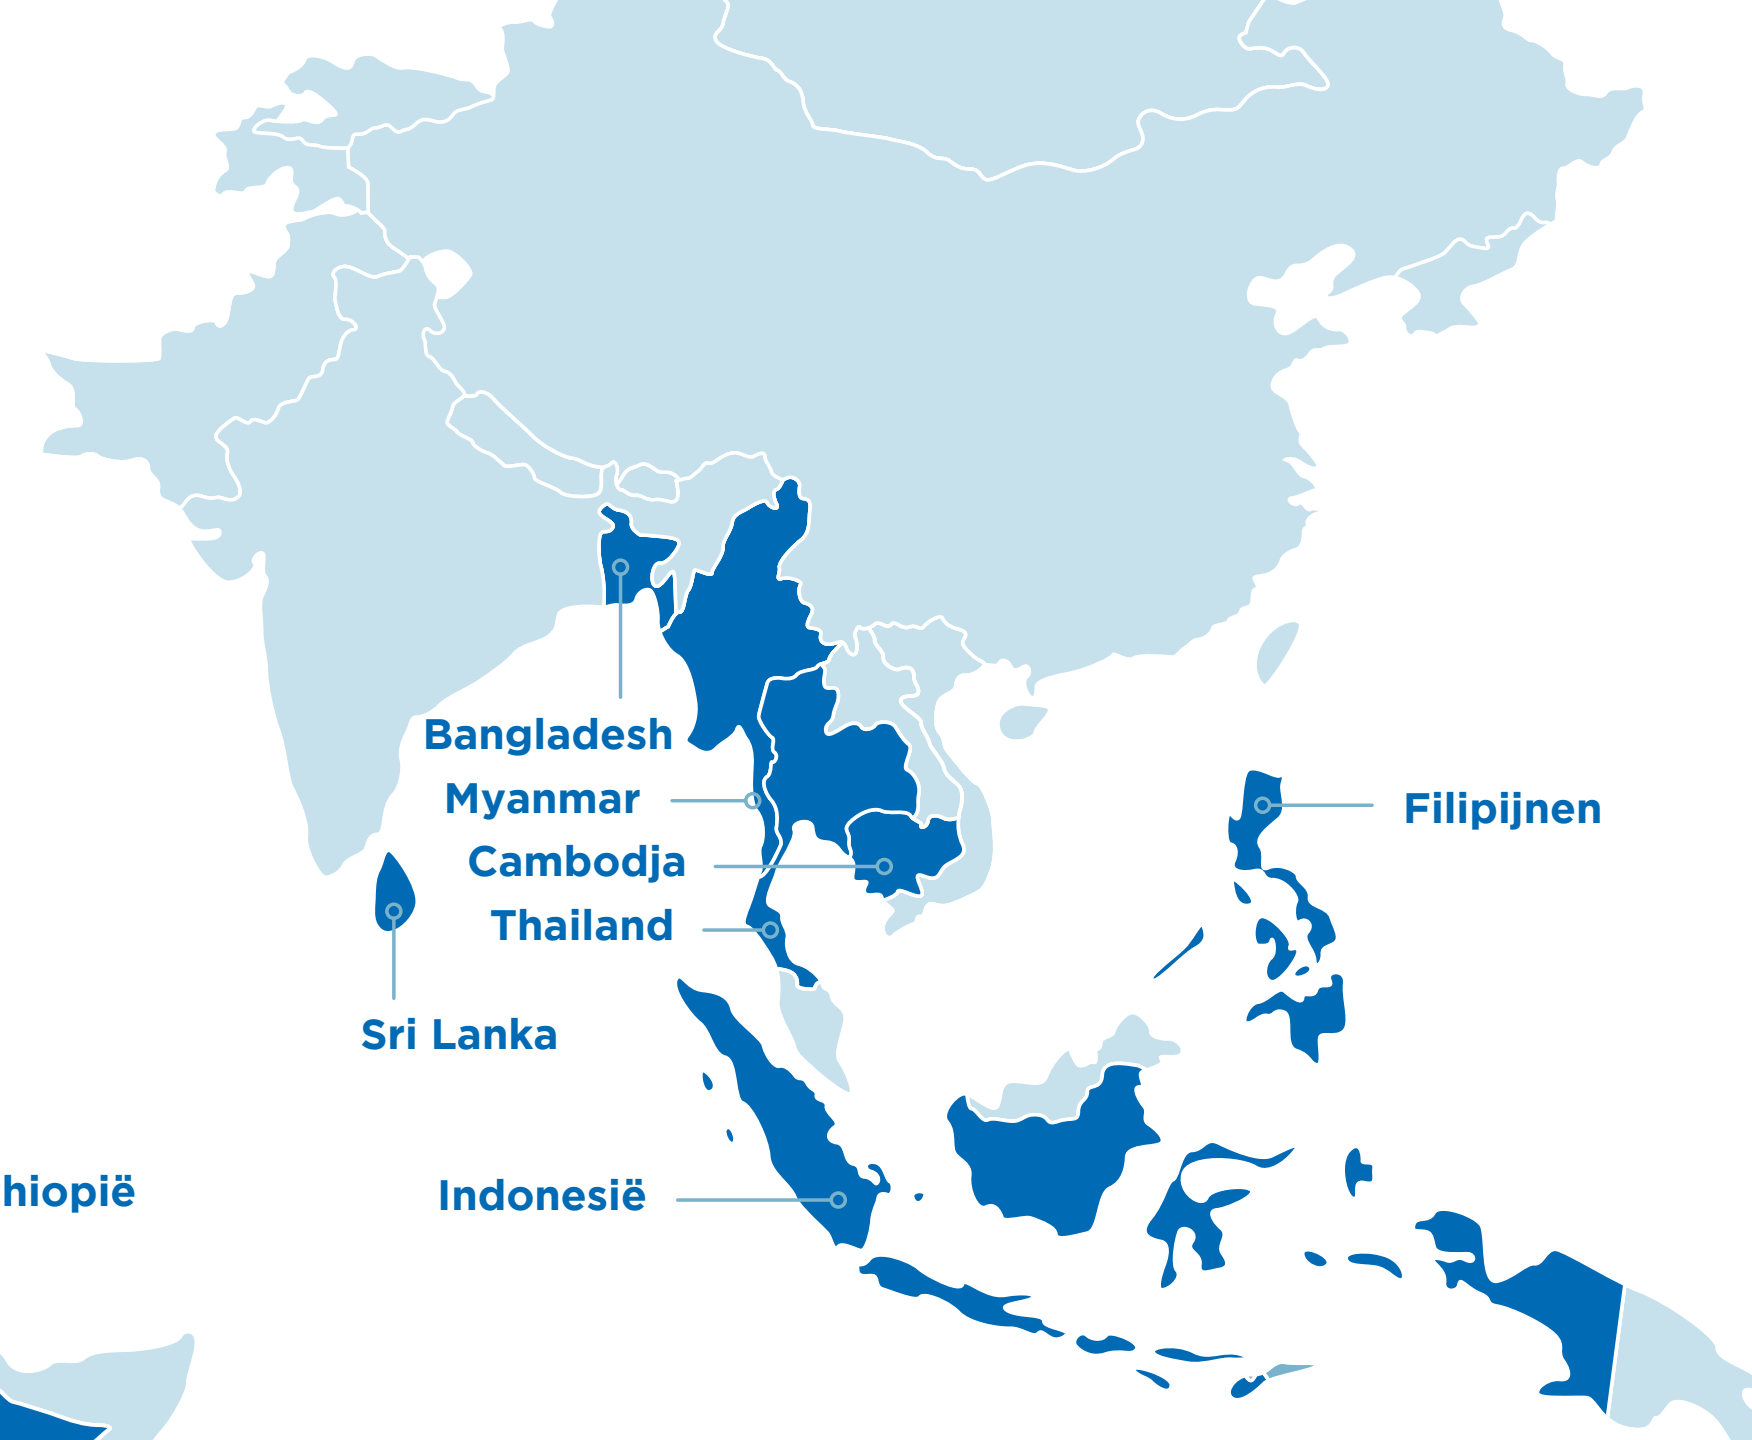 Bangladesh
Myanmar
Filipijnen
Cambodja
Thailand
Sri Lanka
hiopië
Indonesië